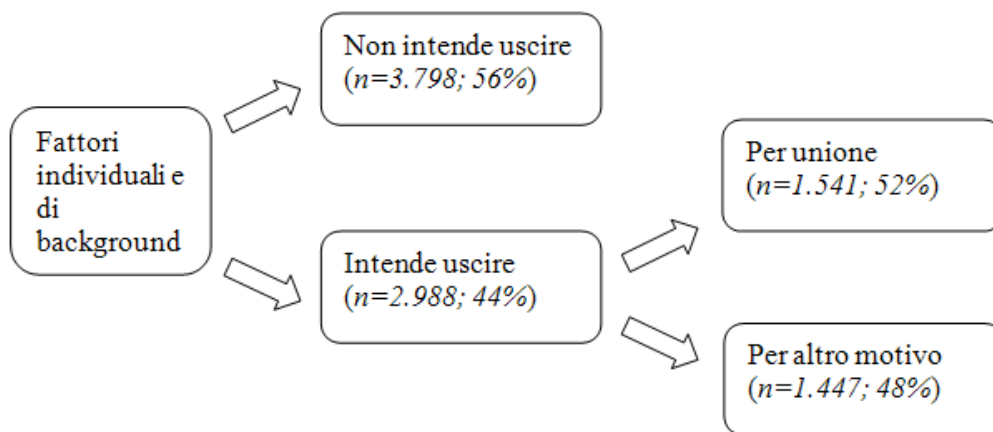 Non intende uscire
(n=3.798; 56%)
Fattori
individuali e
di
background
Per unione
(n=1.541; 52%)
Intende uscire
(n=2.988; 44%)
Per altro motivo
(n=1.447; 48%)